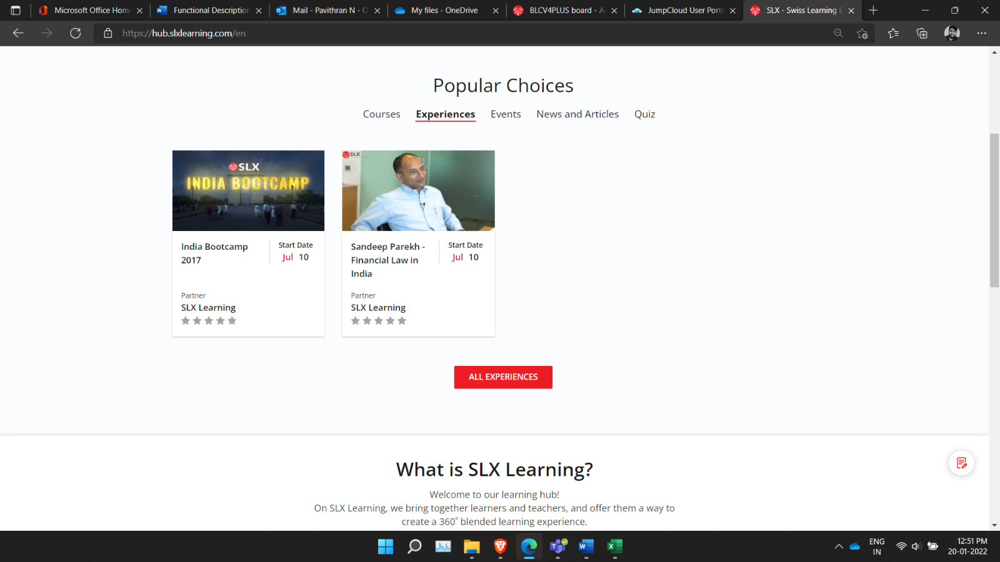 Microsoft Office Hom
Functional Description
Mail - Pavithran N - O
My files - OneDrive
BLCV4PLUS board - A
JumpCloud User Porta
SLX - Swiss Learning E
https://hub.slxlearning.com/en
Popular Choices
Courses Experiences Events News and Articles Quiz
SLX
INDIA BOOTCAMP
India Bootcamp
2017
Start Date
Jul 10
Partner
SLX Learning
SLX
Sandeep Parekh -
Financial Law in
India
Start Date
Jul 10
Partner
SLX Learning
ALL EXPERIENCES
What is SLX Learning?
Welcome to our learning hub!
On SLX Learning, we bring together learners and teachers, and offer them a way to
create a 360° blended learning experience.
ENG
IN
12:51 PM
20-01-2022